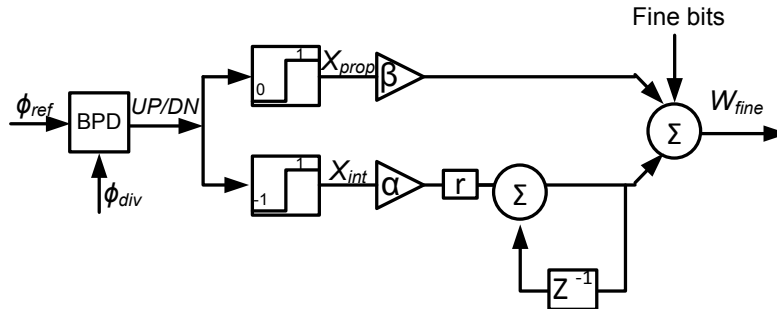 Fine bits
1
0
X_prop
β
ϕ_ref
BPD
UP/DN
Σ
W_fine
1
-1
X_int
α
r
Σ
ϕ_div
Z⁻¹